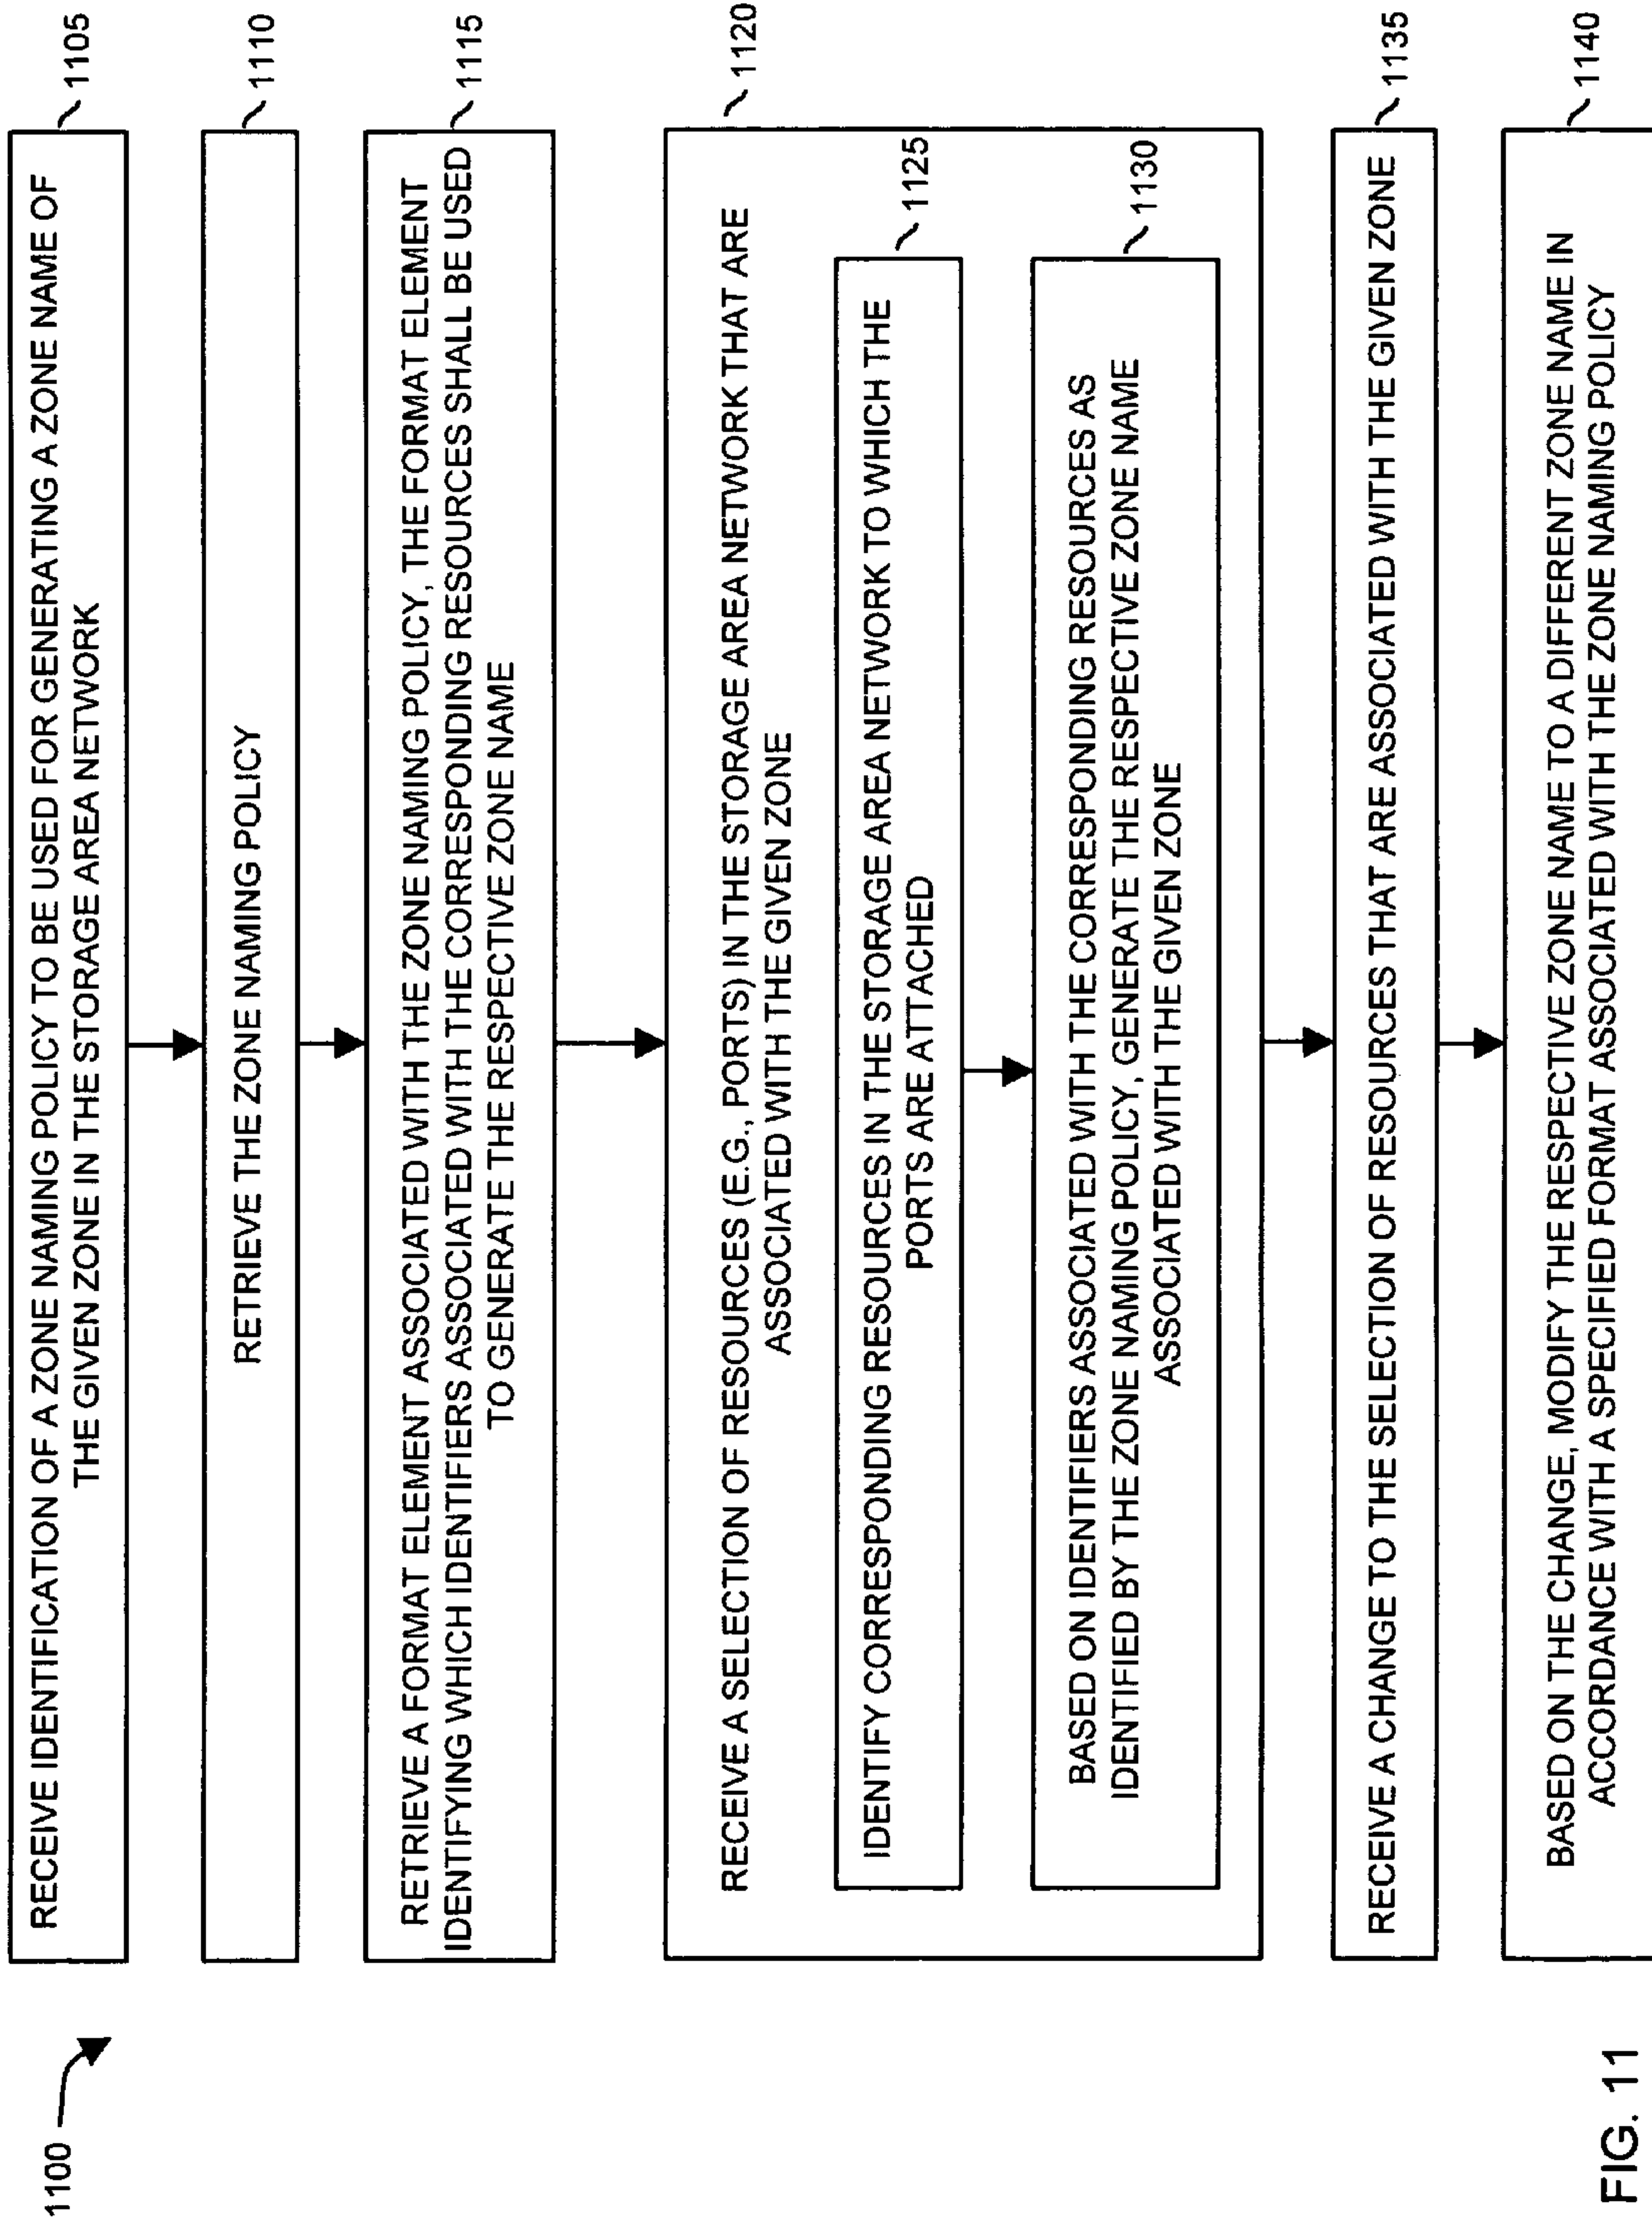 1100
RECEIVE IDENTIFICATION OF A ZONE NAMING POLICY TO BE USED FOR GENERATING A ZONE NAME OF
THE GIVEN ZONE IN THE STORAGE AREA NETWORK
1105
RETRIEVE THE ZONE NAMING POLICY
1110
RETRIEVE A FORMAT ELEMENT ASSOCIATED WITH THE ZONE NAMING POLICY, THE FORMAT ELEMENT
IDENTIFYING WHICH IDENTIFIERS ASSOCIATED WITH THE CORRESPONDING RESOURCES SHALL BE USED
TO GENERATE THE RESPECTIVE ZONE NAME
1115
RECEIVE A SELECTION OF RESOURCES (E.G., PORTS) IN THE STORAGE AREA NETWORK THAT ARE
ASSOCIATED WITH THE GIVEN ZONE
1120
IDENTIFY CORRESPONDING RESOURCES IN THE STORAGE AREA NETWORK TO WHICH THE
PORTS ARE ATTACHED
1125
BASED ON IDENTIFIERS ASSOCIATED WITH THE CORRESPONDING RESOURCES AS
IDENTIFIED BY THE ZONE NAMING POLICY, GENERATE THE RESPECTIVE ZONE NAME
ASSOCIATED WITH THE GIVEN ZONE
1130
RECEIVE A CHANGE TO THE SELECTION OF RESOURCES THAT ARE ASSOCIATED WITH THE GIVEN ZONE
1135
BASED ON THE CHANGE, MODIFY THE RESPECTIVE ZONE NAME TO A DIFFERENT ZONE NAME IN
ACCORDANCE WITH A SPECIFIED FORMAT ASSOCIATED WITH THE ZONE NAMING POLICY
1140
FIG. 11